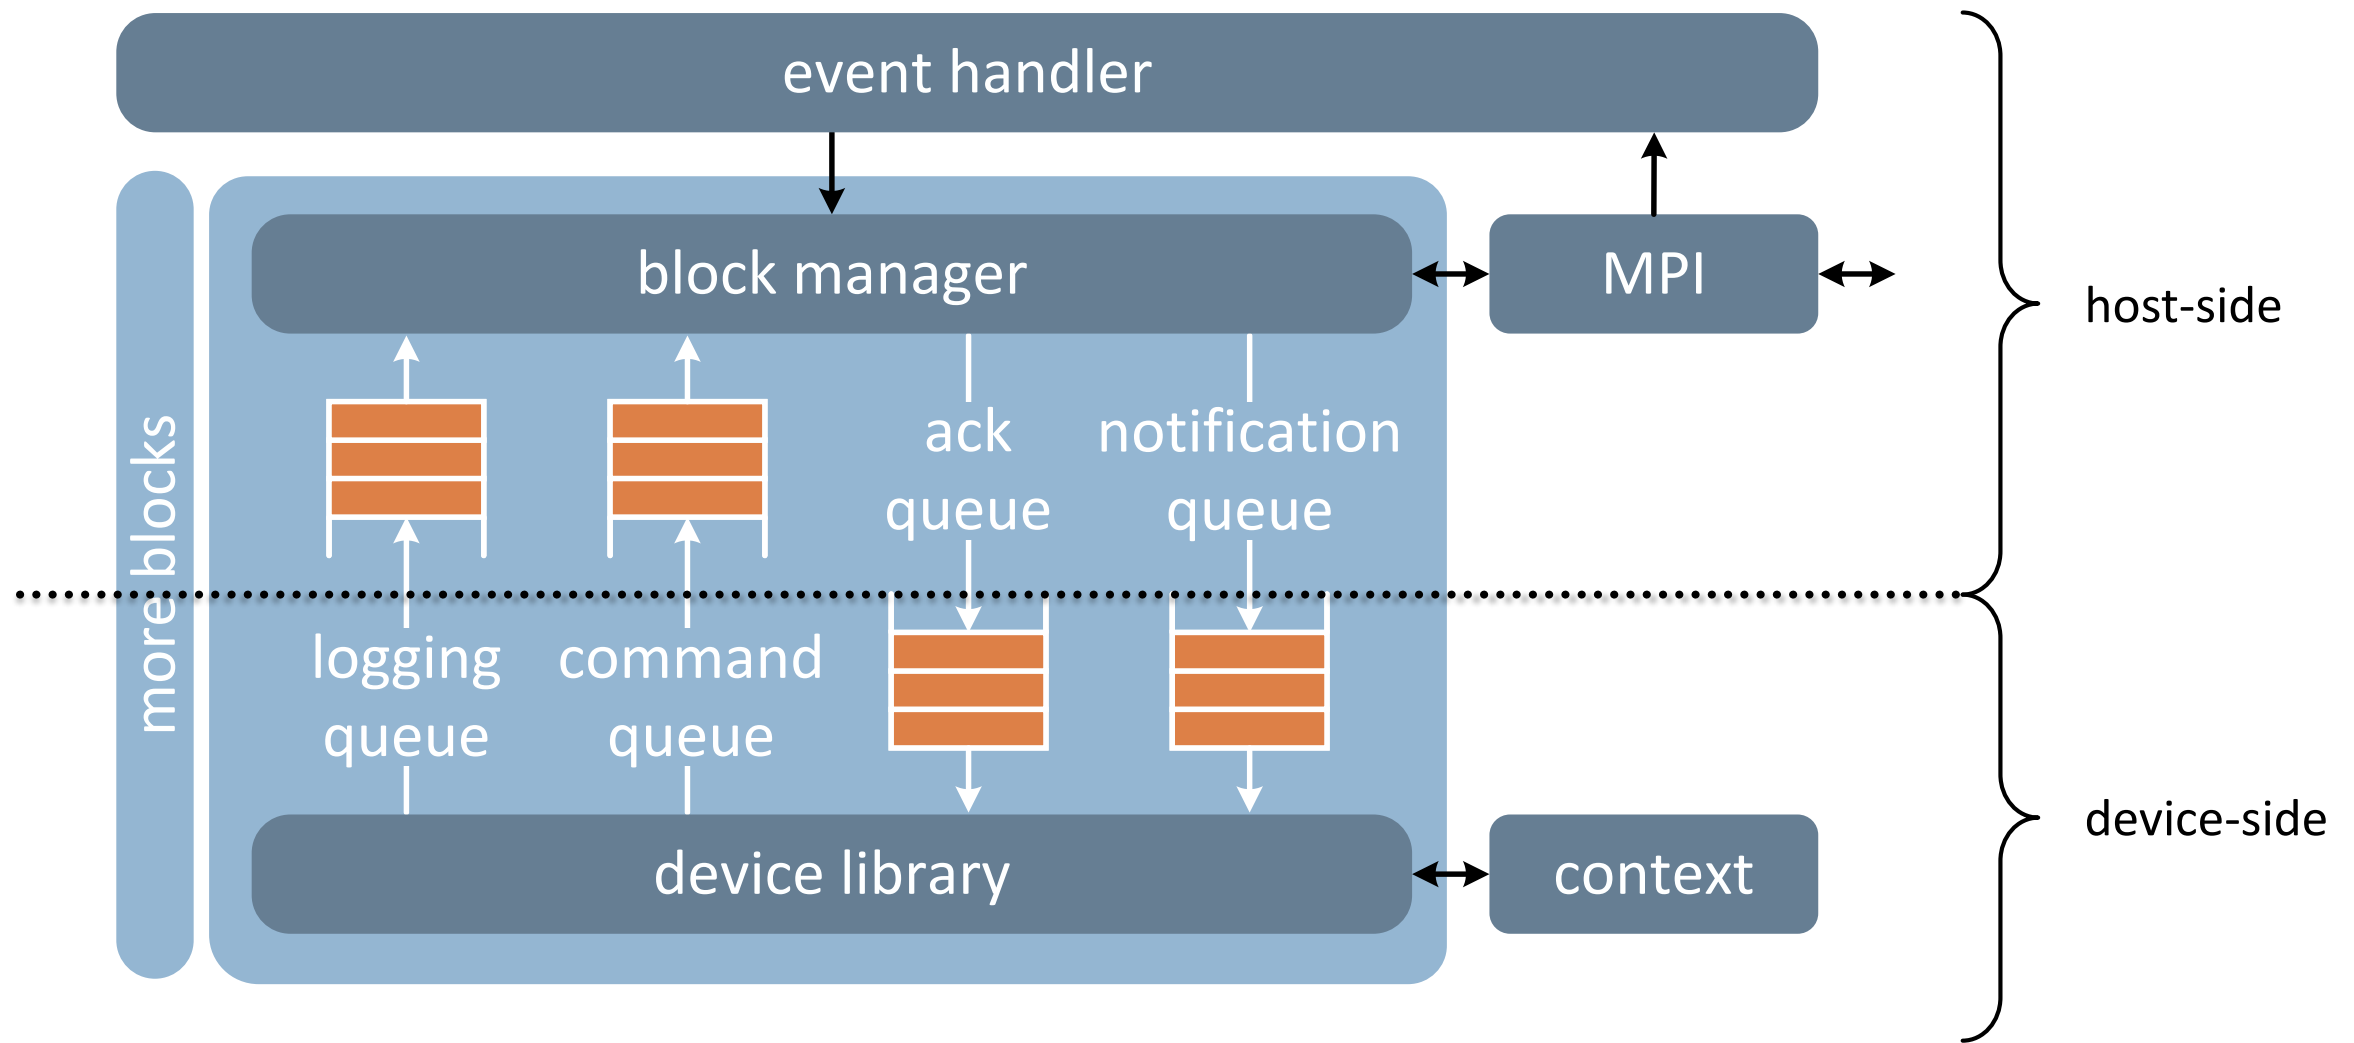 event handler
block manager
MPI
host-side
more blocks
ack
queue
notification
queue
logging
queue
command
queue
device library
context
device-side